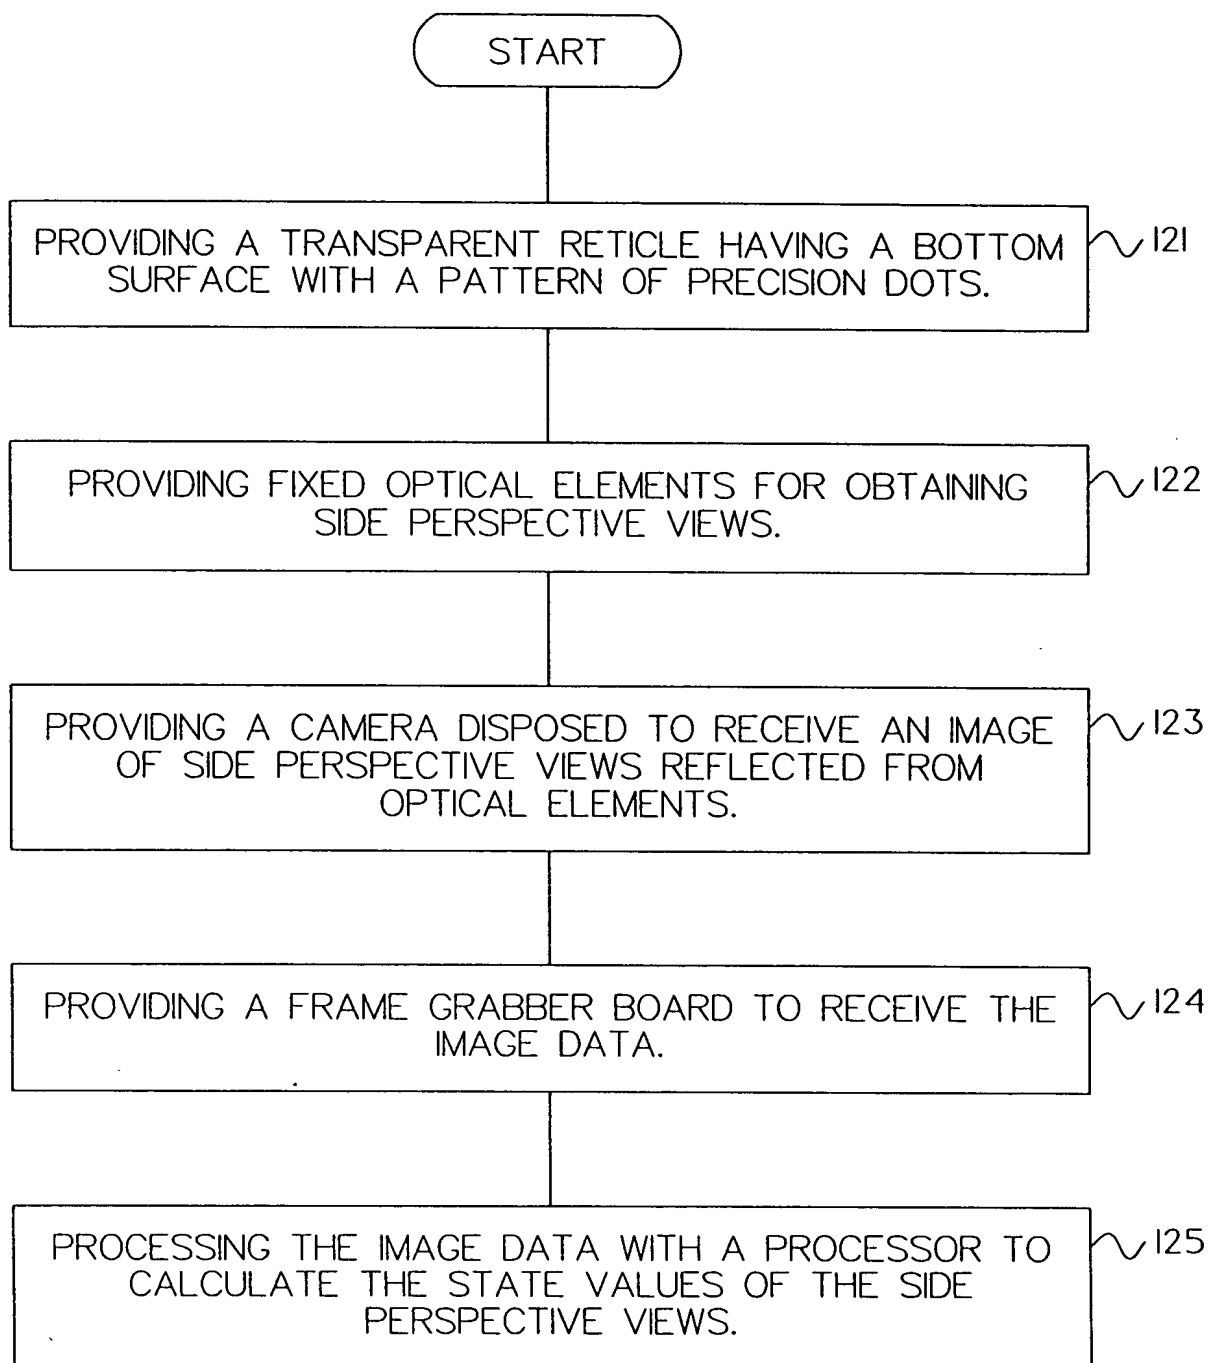 START
PROVIDING A TRANSPARENT RETICLE HAVING A BOTTOM
SURFACE WITH A PATTERN OF PRECISION DOTS.
121
PROVIDING FIXED OPTICAL ELEMENTS FOR OBTAINING
SIDE PERSPECTIVE VIEWS.
122
PROVIDING A CAMERA DISPOSED TO RECEIVE AN IMAGE
OF SIDE PERSPECTIVE VIEWS REFLECTED FROM
OPTICAL ELEMENTS.
123
PROVIDING A FRAME GRABBER BOARD TO RECEIVE THE
IMAGE DATA.
124
PROCESSING THE IMAGE DATA WITH A PROCESSOR TO
CALCULATE THE STATE VALUES OF THE SIDE
PERSPECTIVE VIEWS.
125